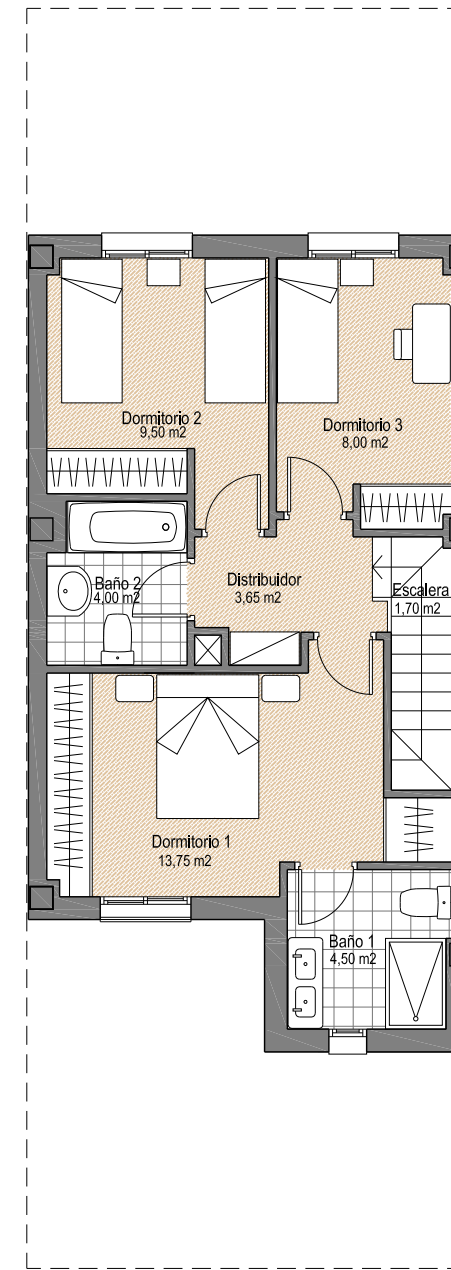 Dormitorio 2
9,50 m2
Dormitorio 3
8,00 m2
Baño 2
4,00 m2
Distribuidor
3,65 m2
Escalera
1,70 m2
Dormitorio 1
13,75 m2
Baño 1
4,50 m2